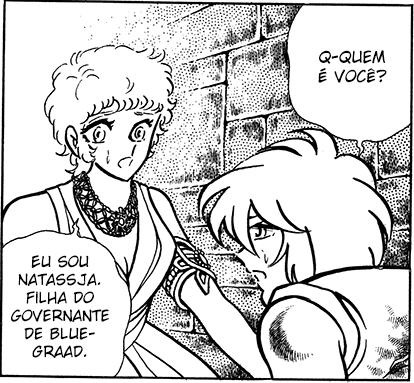 Q-QUEM
É VOCÊ?
EU SOU
NATASSJA.
FILHA DO
GOVERNANTE
DE BLUE-
GRAAD.